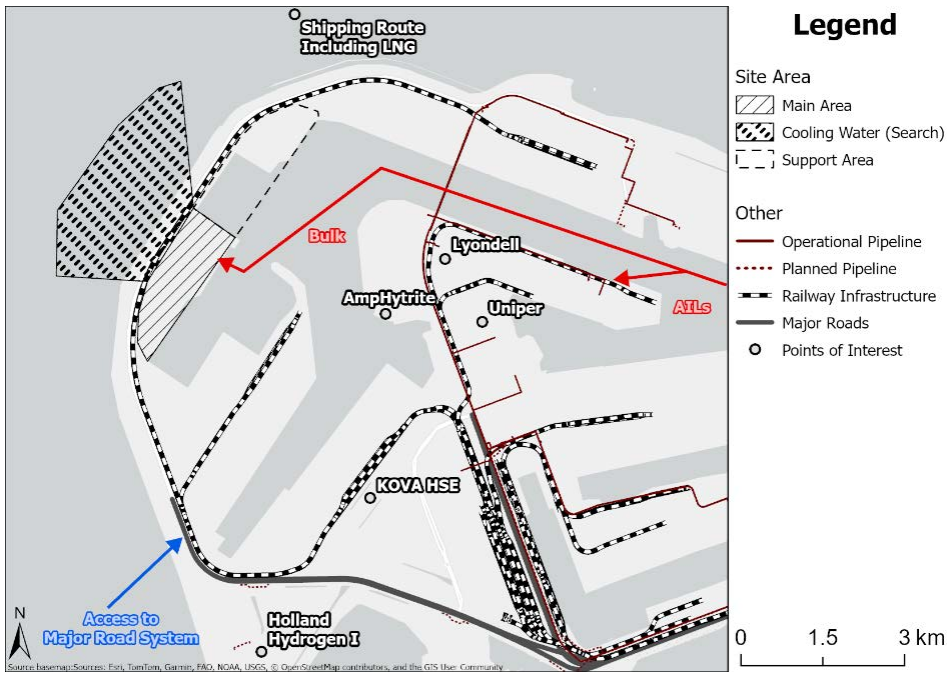 Shipping Route
Including LNG
Bulk
Lyondell
AmpHytrite
Uniper
AILs
KOVA HSE
Access to
Major Road System
Holland
Hydrogen I
N
Source basemap:Sources: Esri, TomTom, Garmin, FAO, NOAA, USGS, © OpenStreetMap contributors, and the GIS User Community
Legend
Site Area
Main Area
Cooling Water (Search)
Support Area
Other
Operational Pipeline
Planned Pipeline
Railway Infrastructure
Major Roads
Points of Interest
0 1.5 3 km